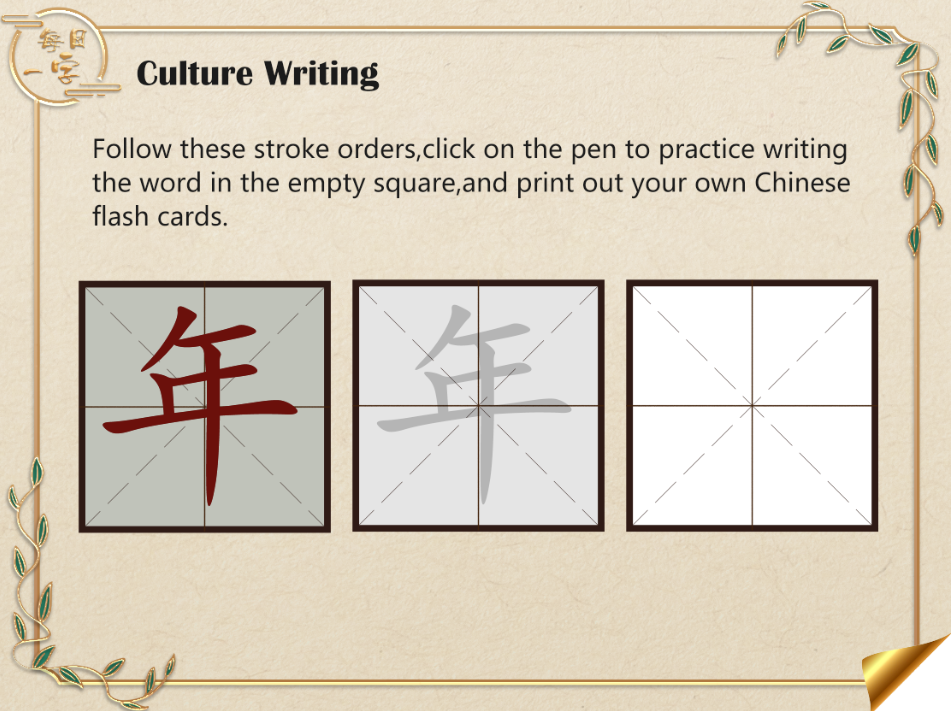 每日
一字
Culture Writing
Follow these stroke orders,click on the pen to practice writing
the word in the empty square,and print out your own Chinese
flash cards.
年 年